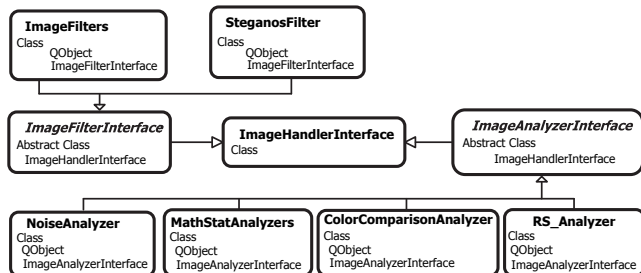 ImageFilters
Class
QObject
ImageFilterInterface
SteganosFilter
Class
QObject
ImageFilterInterface
ImageFilterInterface
Abstract Class
ImageHandlerInterface
ImageHandlerInterface
Class
ImageAnalyzerInterface
Abstract Class
ImageHandlerInterface
NoiseAnalyzer
Class
QObject
ImageAnalyzerInterface
MathStatAnalyzers
Class
QObject
ImageAnalyzerInterface
ColorComparisonAnalyzer
Class
QObject
ImageAnalyzerInterface
RS_Analyzer
Class
QObject
ImageAnalyzerInterface